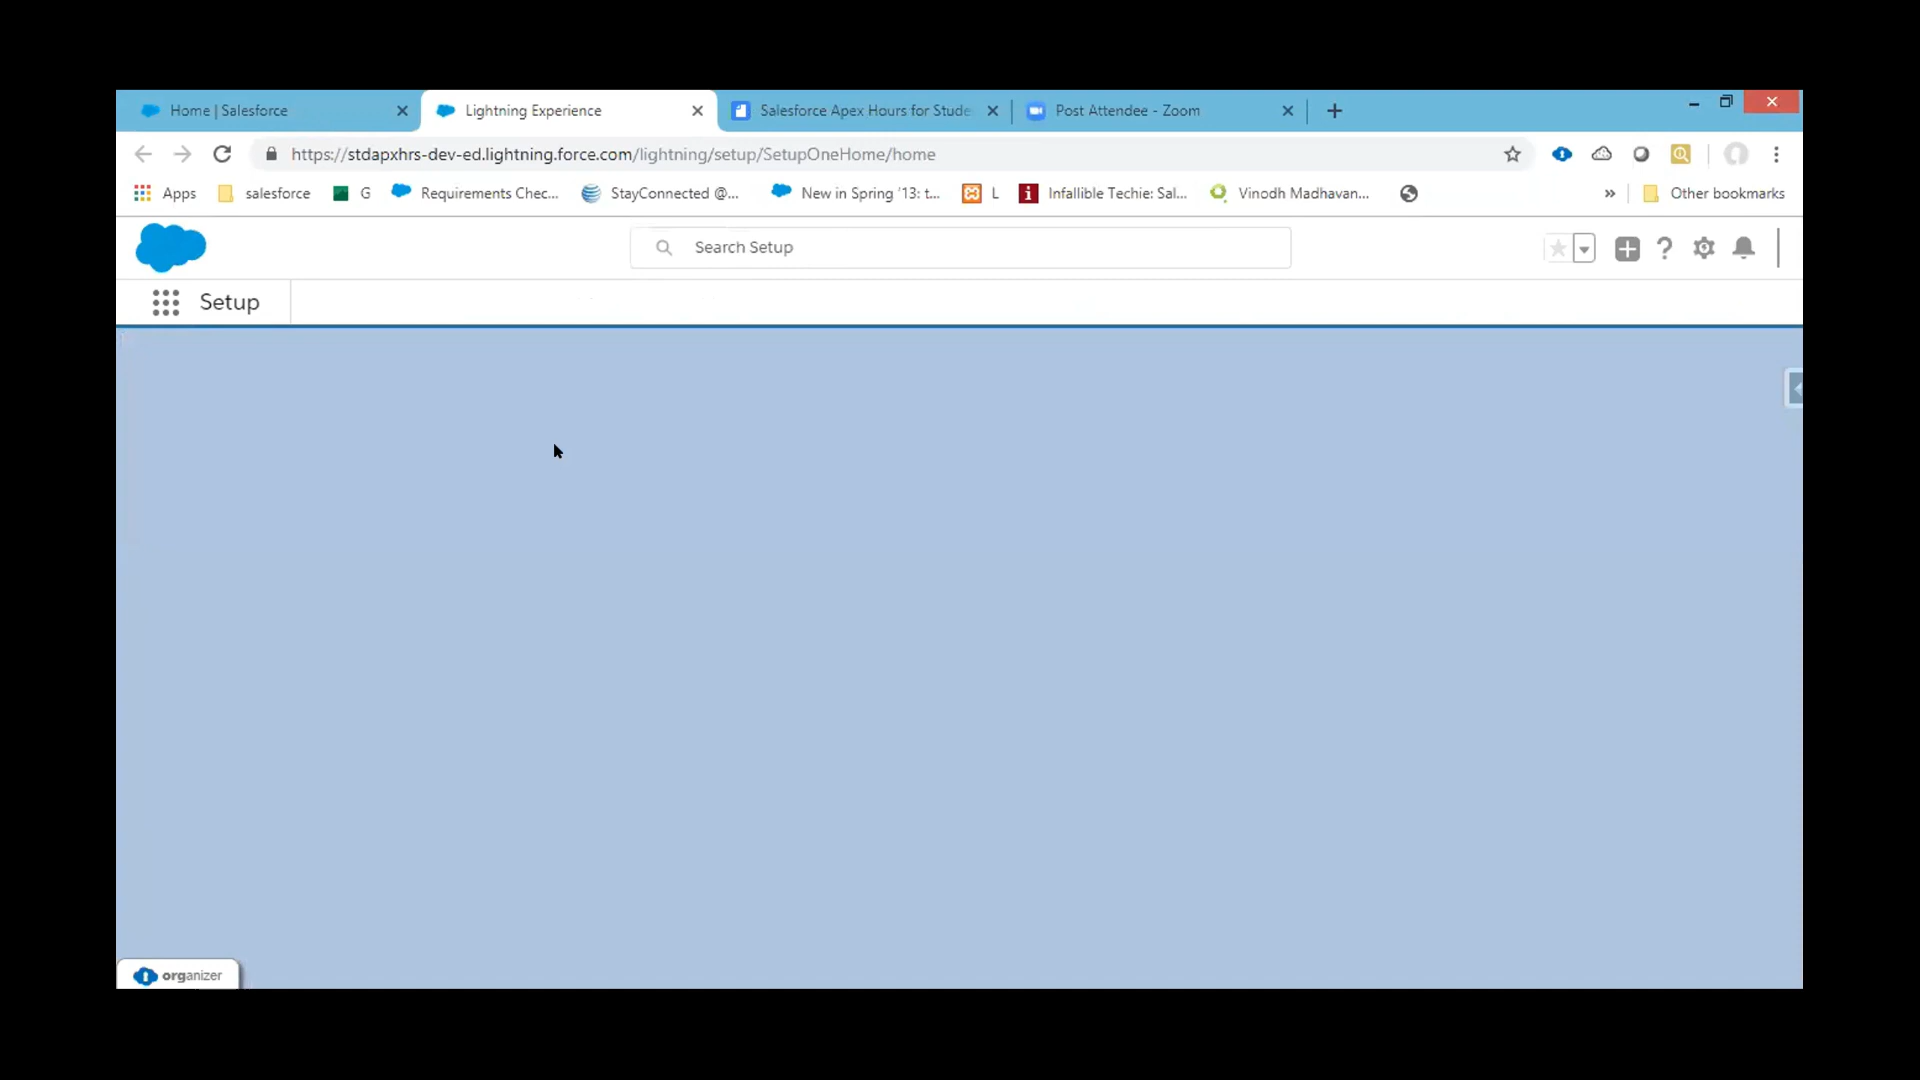 Home | Salesforce
Lightning Experience
Salesforce Apex Hours for Stude
Post Attendee - Zoom
https://stdapxhrs-dev-ed.lightning.force.com/lightning/setup/SetupOneHome/home
Apps
salesforce
G
Requirements Chec...
StayConnected @...
New in Spring '13: t...
L
Infallible Techie: Sal...
Vinodh Madhavan...
»
Other bookmarks
Search Setup
Setup
organizer